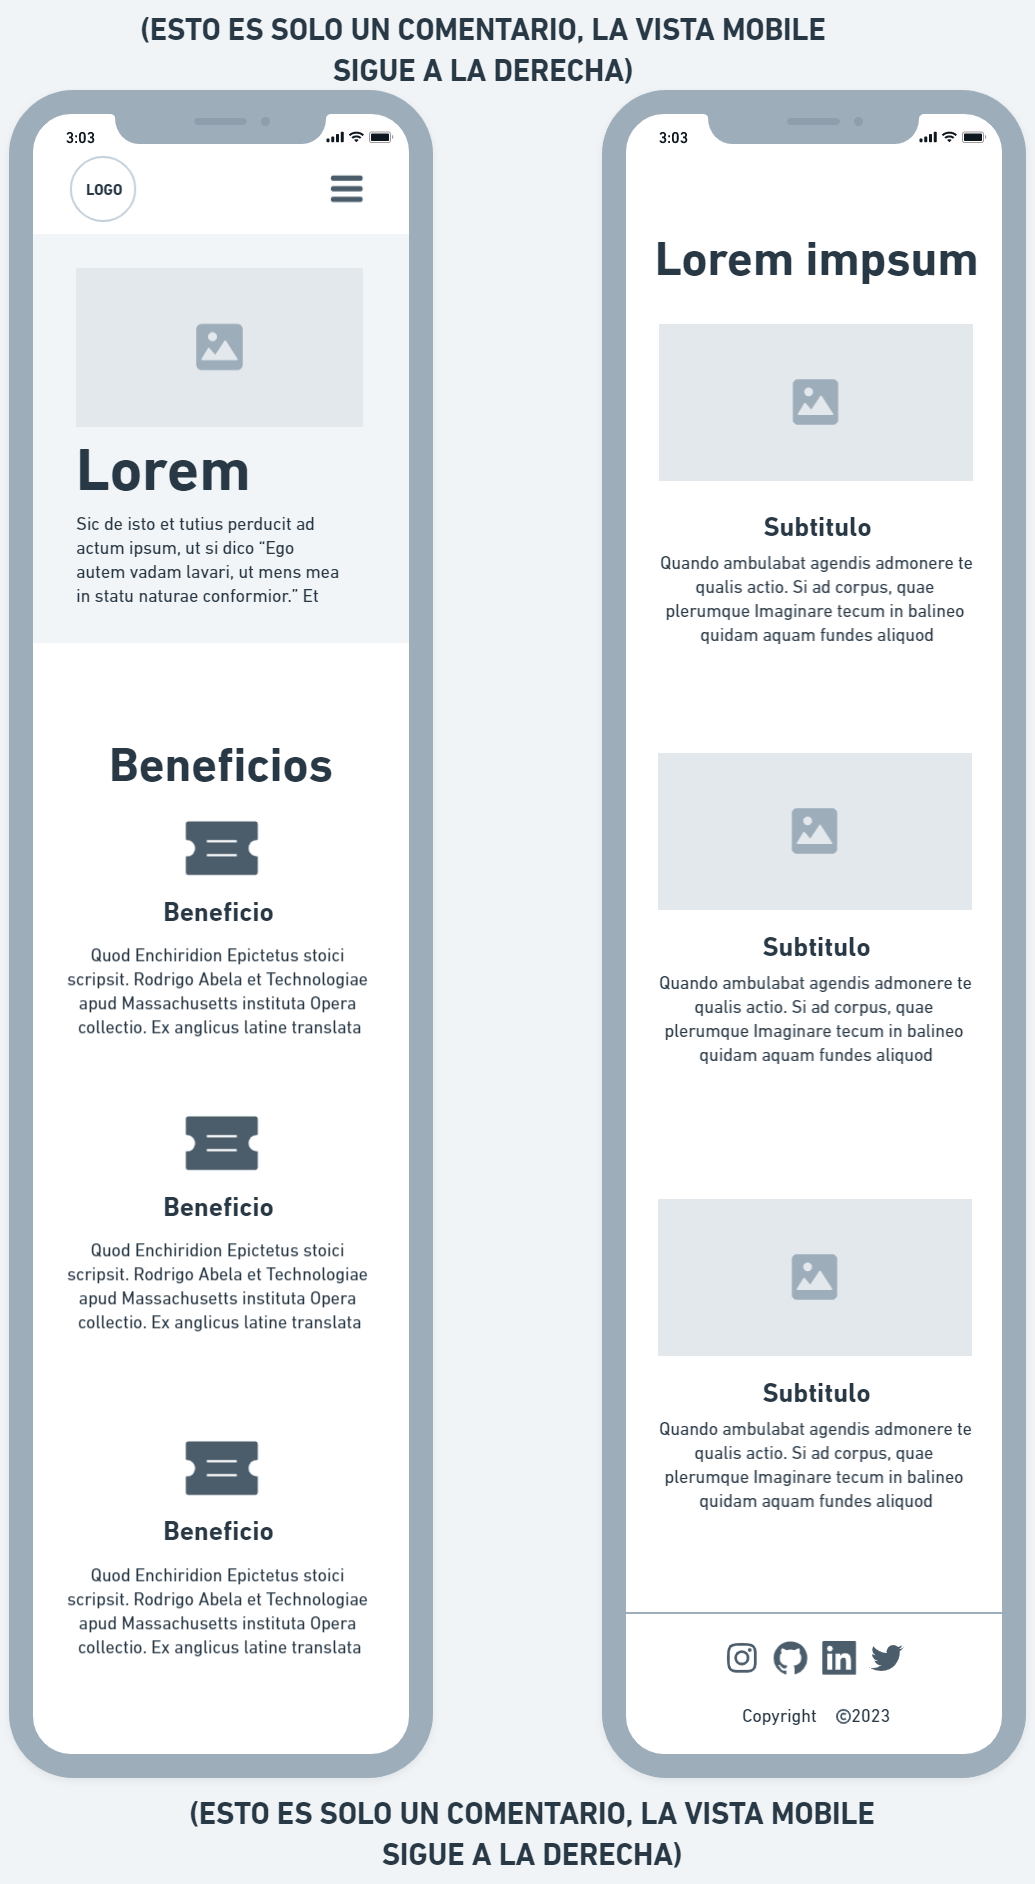 (ESTO ES SOLO UN COMENTARIO, LA VISTA MOBILE
SIGUE A LA DERECHA)
3:03
LOGO
Lorem
Sic de isto et tutius perducit ad
actum ipsum, ut si dico “Ego
autem vadam lavari, ut mens mea
in statu naturae conformior.” Et
Beneficios
Beneficio
Quod Enchiridion Epictetus stoici
scripsit. Rodrigo Abela et Technologiae
apud Massachusetts instituta Opera
collectio. Ex anglicus latine translata
Beneficio
Quod Enchiridion Epictetus stoici
scripsit. Rodrigo Abela et Technologiae
apud Massachusetts instituta Opera
collectio. Ex anglicus latine translata
Beneficio
Quod Enchiridion Epictetus stoici
scripsit. Rodrigo Abela et Technologiae
apud Massachusetts instituta Opera
collectio. Ex anglicus latine translata
3:03
Lorem impsum
Subtitulo
Quando ambulabat agendis admonere te
qualis actio. Si ad corpus, quae
plerumque Imaginare tecum in balineo
quidam aquam fundes aliquod
Subtitulo
Quando ambulabat agendis admonere te
qualis actio. Si ad corpus, quae
plerumque Imaginare tecum in balineo
quidam aquam fundes aliquod
Subtitulo
Quando ambulabat agendis admonere te
qualis actio. Si ad corpus, quae
plerumque Imaginare tecum in balineo
quidam aquam fundes aliquod
in
Copyright ©2023
(ESTO ES SOLO UN COMENTARIO, LA VISTA MOBILE
SIGUE A LA DERECHA)